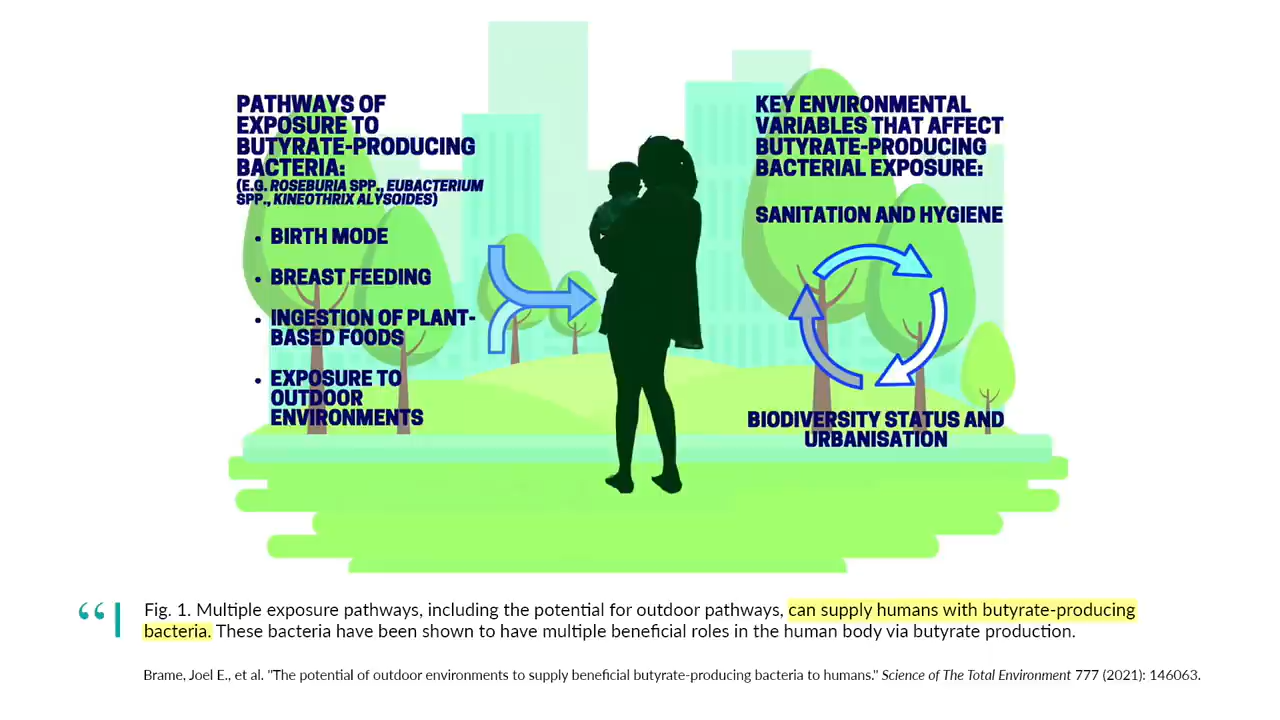 PATHWAYS OF
EXPOSURE TO
BUTYRATE-PRODUCING
BACTERIA:
(E.G. ROSEBURIA SPP., EUBACTERIUM
SPP., KINEOTHRIX ALYSOIDES)
• BIRTH MODE
• BREAST FEEDING
• INGESTION OF PLANT-
BASED FOODS
• EXPOSURE TO
OUTDOOR
ENVIRONMENTS
KEY ENVIRONMENTAL
VARIABLES THAT AFFECT
BUTYRATE-PRODUCING
BACTERIAL EXPOSURE:
SANITATION AND HYGIENE
BIODIVERSITY STATUS AND
URBANISATION
“ Fig. 1. Multiple exposure pathways, including the potential for outdoor pathways, can supply humans with butyrate-producing
bacteria. These bacteria have been shown to have multiple beneficial roles in the human body via butyrate production.
Brame, Joel E., et al. "The potential of outdoor environments to supply beneficial butyrate-producing bacteria to humans." Science of The Total Environment 777 (2021): 146063.